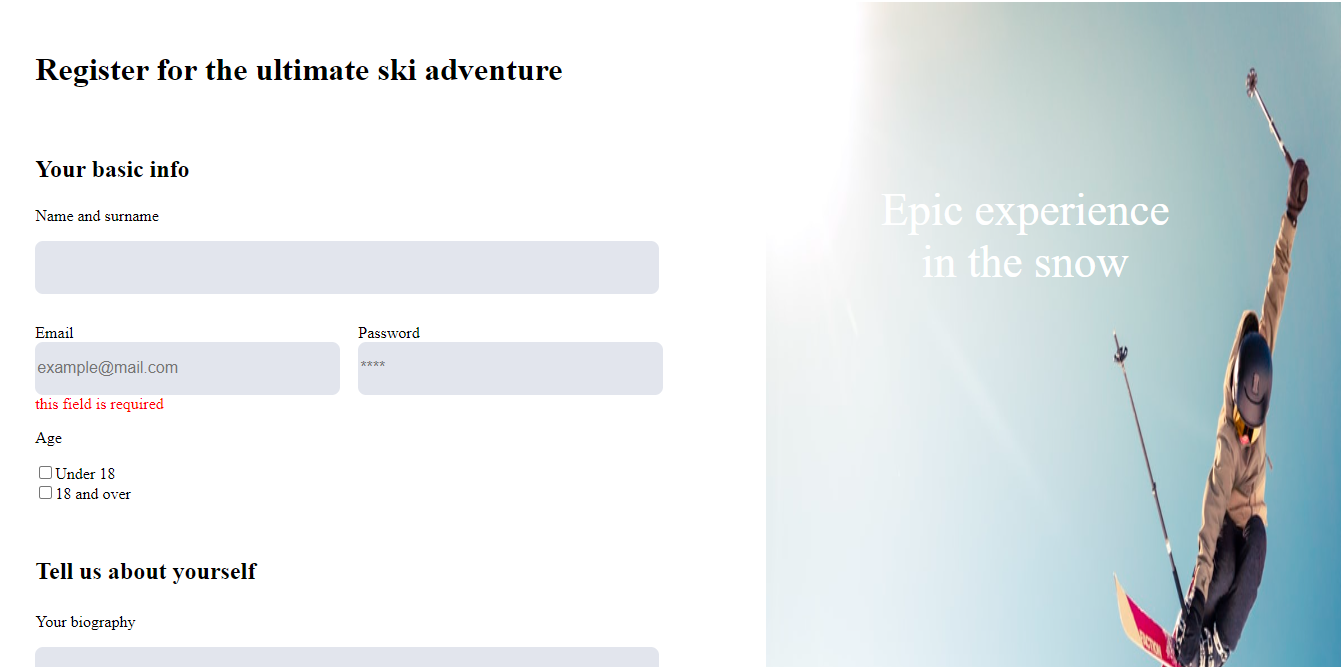 Register for the ultimate ski adventure
Your basic info
Name and surname
Email
Password
example@mail.com
****
this field is required
Age
Under 18
18 and over
Tell us about yourself
Your biography
Epic experience
in the snow